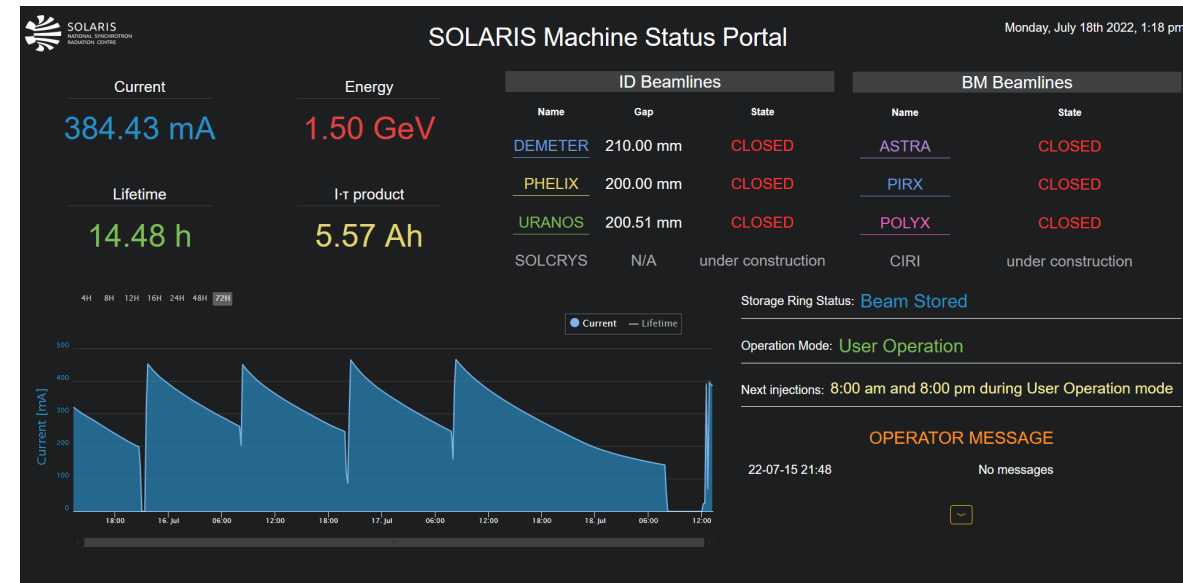 SOLARIS
NATIONAL SYNCHROTRON
RADIATION CENTRE
SOLARIS Machine Status Portal
Monday, July 18th 2022, 1:18 pm
Current
384.43 mA
Energy
1.50 GeV
Lifetime
14.48 h
I·τ product
5.57 Ah
ID Beamlines
Name Gap State
DEMETER 210.00 mm CLOSED
PHELIX 200.00 mm CLOSED
URANOS 200.51 mm CLOSED
SOLCRYS N/A under construction
BM Beamlines
Name State
ASTRA CLOSED
PIRX CLOSED
POLYX CLOSED
CIRI under construction
4H 8H 12H 16H 24H 48H 72H
Current Lifetime
Current [mA]
500
400
300
200
100
0
18:00 16. Jul 06:00 12:00 18:00 17. Jul 06:00 12:00 18:00 18. Jul 06:00 12:00
Storage Ring Status: Beam Stored
Operation Mode: User Operation
Next injections: 8:00 am and 8:00 pm during User Operation mode
OPERATOR MESSAGE
22-07-15 21:48 No messages